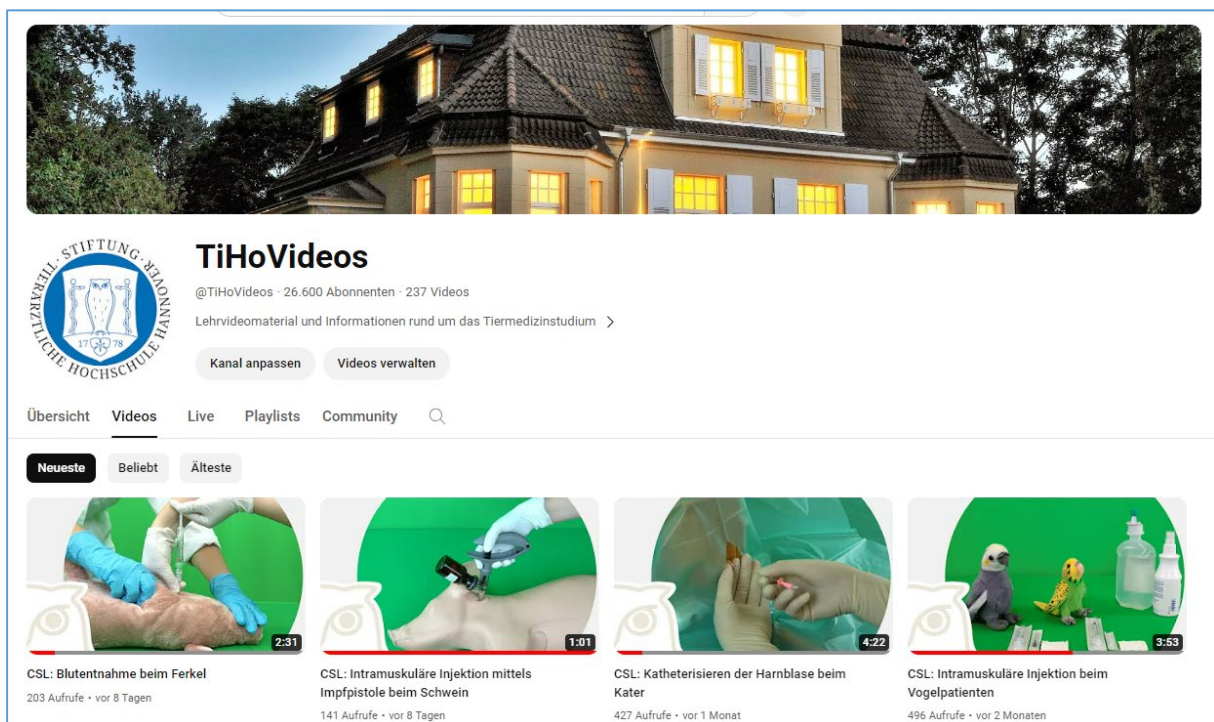 STIFTUNG · TIERÄRZTLICHE HOCHSCHULE HANNOVER
17 78
TiHoVideos
@TiHoVideos · 26.600 Abonnenten · 237 Videos
Lehrvideomaterial und Informationen rund um das Tiermedizinstudium >
Kanal anpassen Videos verwalten
Übersicht Videos Live Playlists Community
Neueste Beliebt Älteste
2:31 1:01 4:22 3:53
CSL: Blutentnahme beim Ferkel
203 Aufrufe • vor 8 Tagen
CSL: Intramuskuläre Injektion mittels
Impfpistole beim Schwein
141 Aufrufe • vor 8 Tagen
CSL: Katheterisieren der Harnblase beim
Kater
427 Aufrufe • vor 1 Monat
CSL: Intramuskuläre Injektion beim
Vogelpatienten
496 Aufrufe • vor 2 Monaten